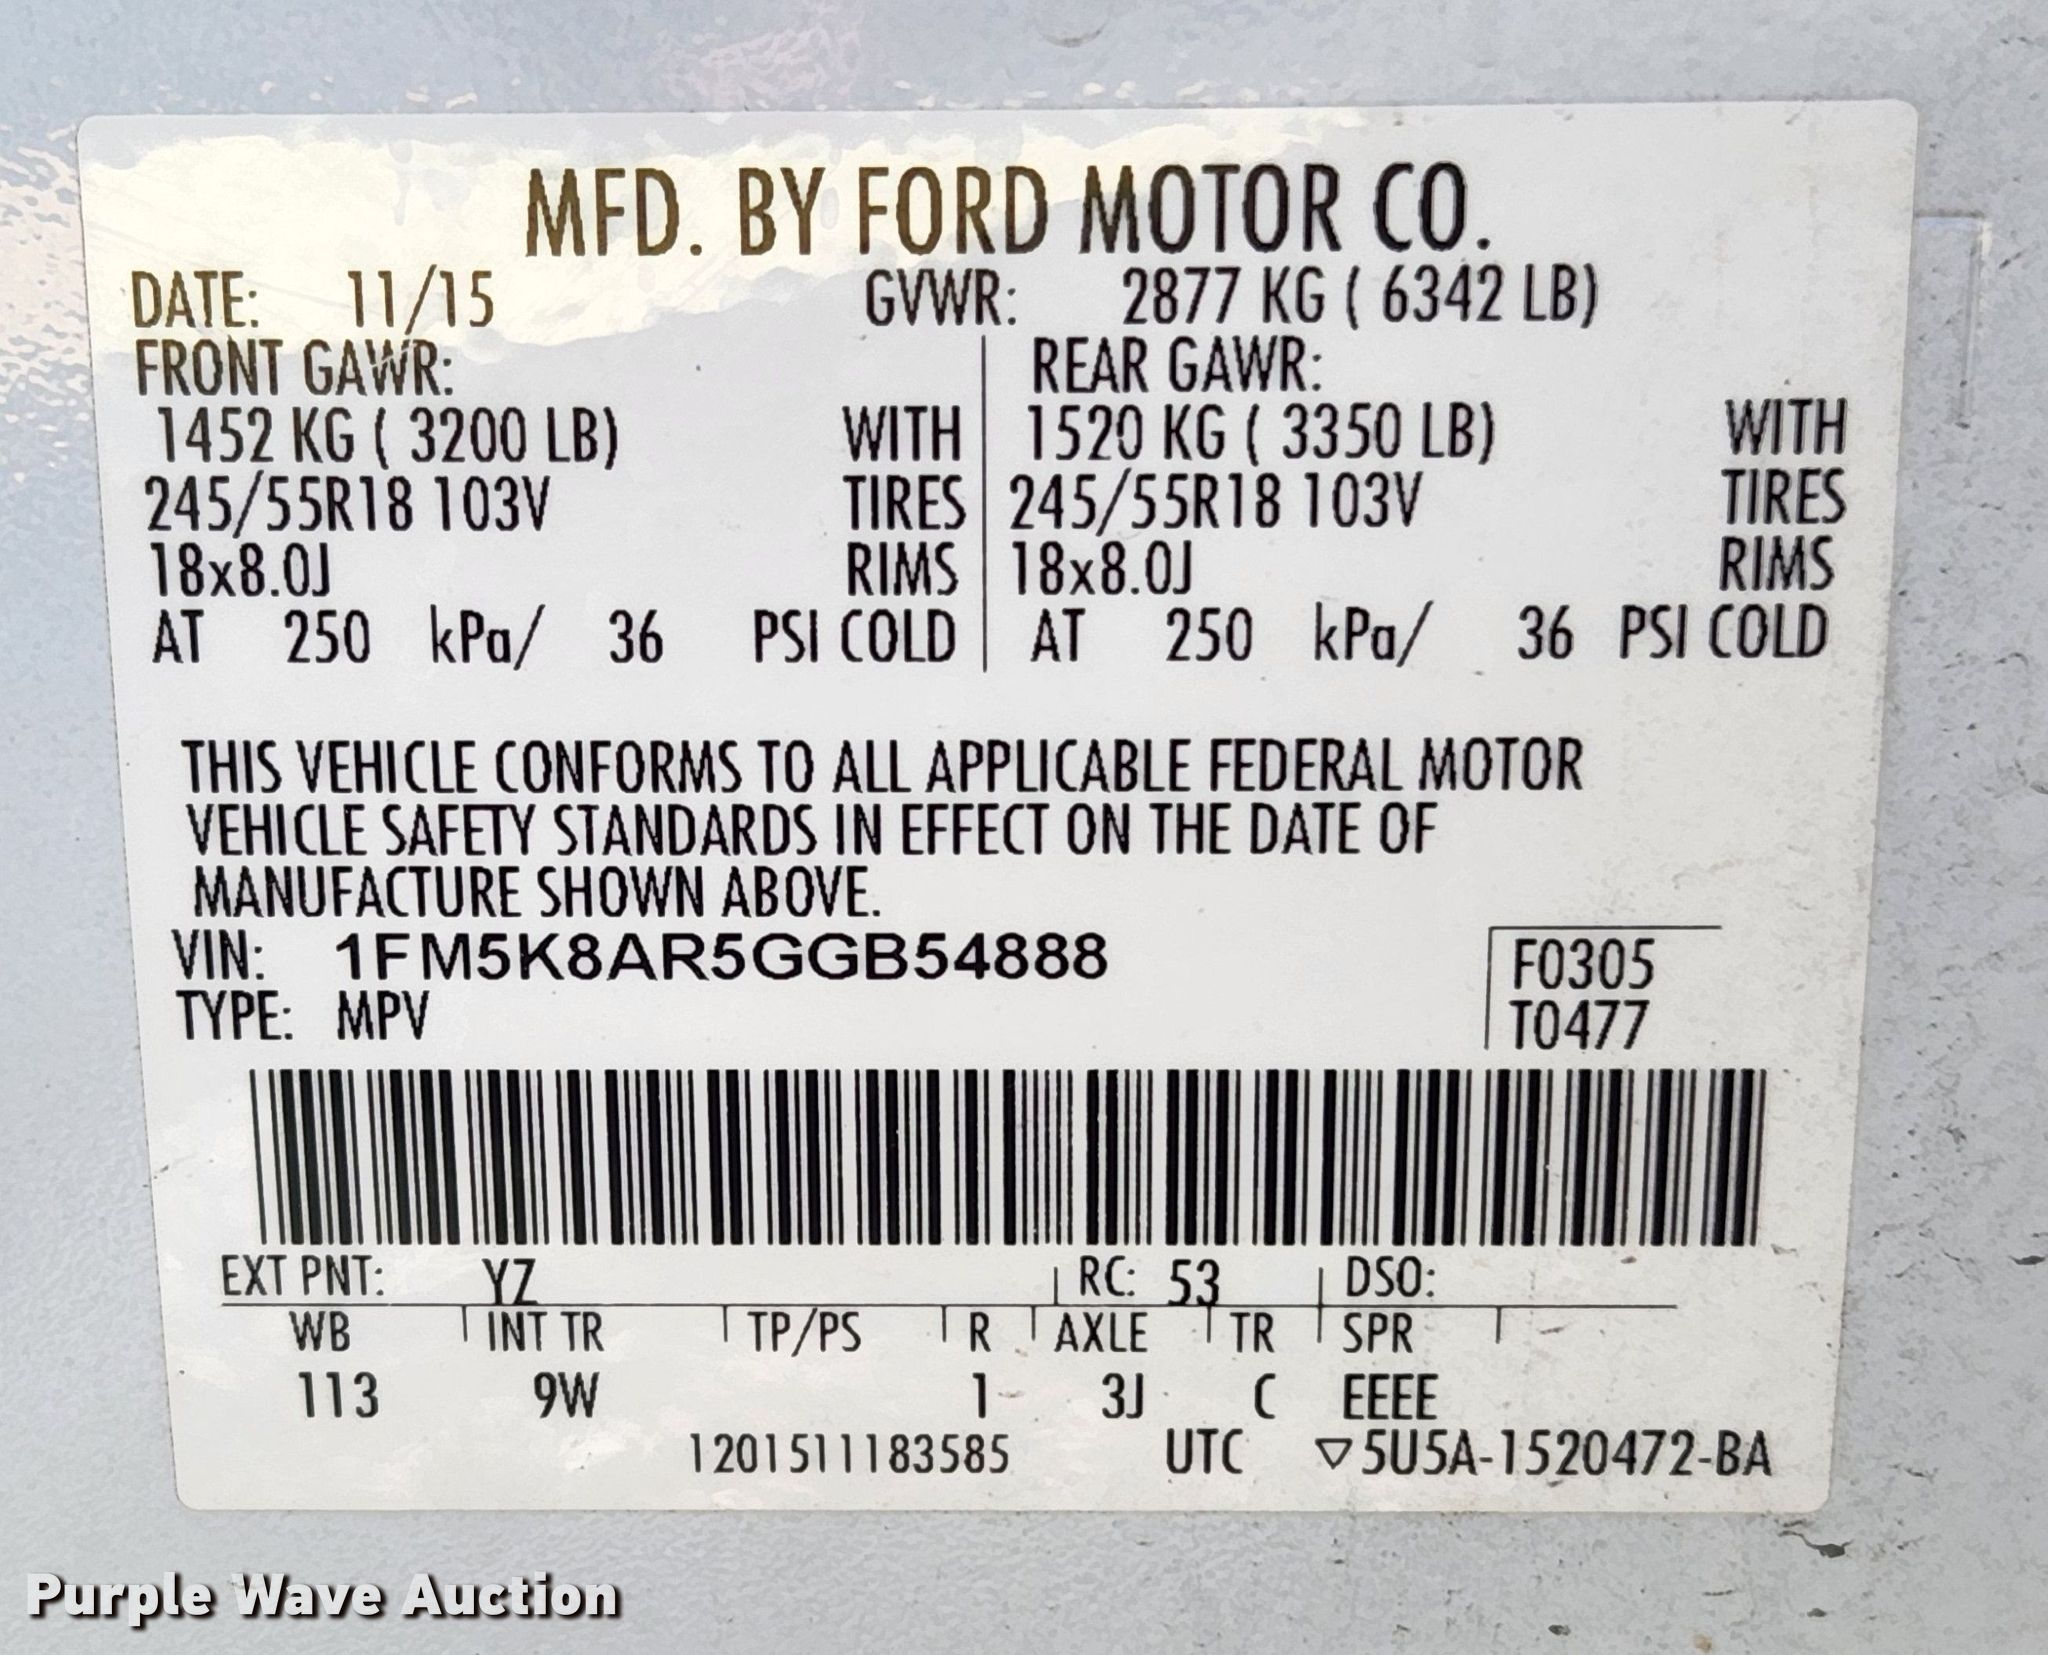 MFD. BY FORD MOTOR CO.
DATE: 11/15 GVWR: 2877 KG ( 6342 LB)
FRONT GAWR: REAR GAWR:
1452 KG ( 3200 LB) WITH 1520 KG ( 3350 LB) WITH
245/55R18 103V TIRES 245/55R18 103V TIRES
18x8.0J RIMS 18x8.0J RIMS
AT 250 kPa/ 36 PSI COLD AT 250 kPa/ 36 PSI COLD
THIS VEHICLE CONFORMS TO ALL APPLICABLE FEDERAL MOTOR
VEHICLE SAFETY STANDARDS IN EFFECT ON THE DATE OF
MANUFACTURE SHOWN ABOVE.
VIN: 1FM5K8AR5GGB54888 F0305
TYPE: MPV T0477
EXT PNT: YZ RC: 53 DSO:
WB INT TR TP/PS R AXLE TR SPR
113 9W 1 3J C EEEE
1201511183585 UTC ▽5U5A-1520472-BA
Purple Wave Auction